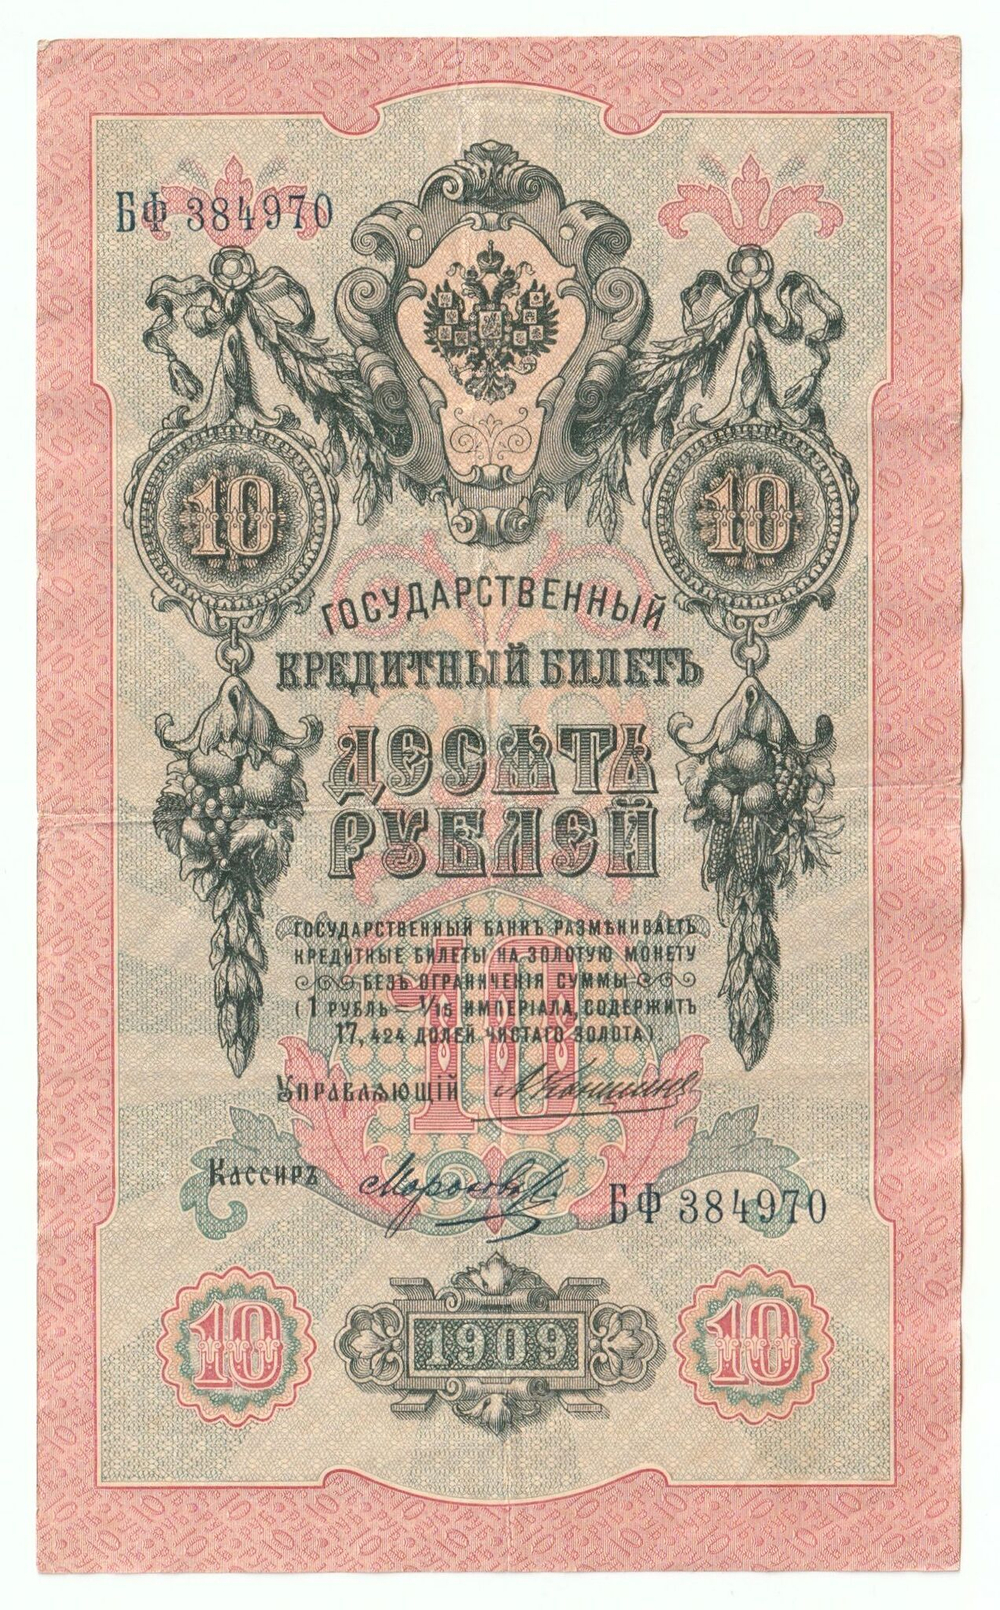 БФ 384970
10 10
ГОСУДАРСТВЕННЫЙ
КРЕДИТНЫЙ БИЛЕТЪ
ДЕСЯТЬ
РУБЛЕЙ
ГОСУДАРСТВЕННЫЙ БАНКЪ РАЗМѢНИВАЕТЪ
КРЕДИТНЫЕ БИЛЕТЫ НА ЗОЛОТУЮ МОНЕТУ
БЕЗЪ ОГРАНИЧЕНІЯ СУММЫ
(1 РУБЛЬ = 1/15 ИМПЕРІАЛА, СОДЕРЖИТЪ
17,424 ДОЛЕЙ ЧИСТАГО ЗОЛОТА).
10
УПРАВЛЯЮЩІЙ
КАССИРЪ
БФ 384970
10 1909 10